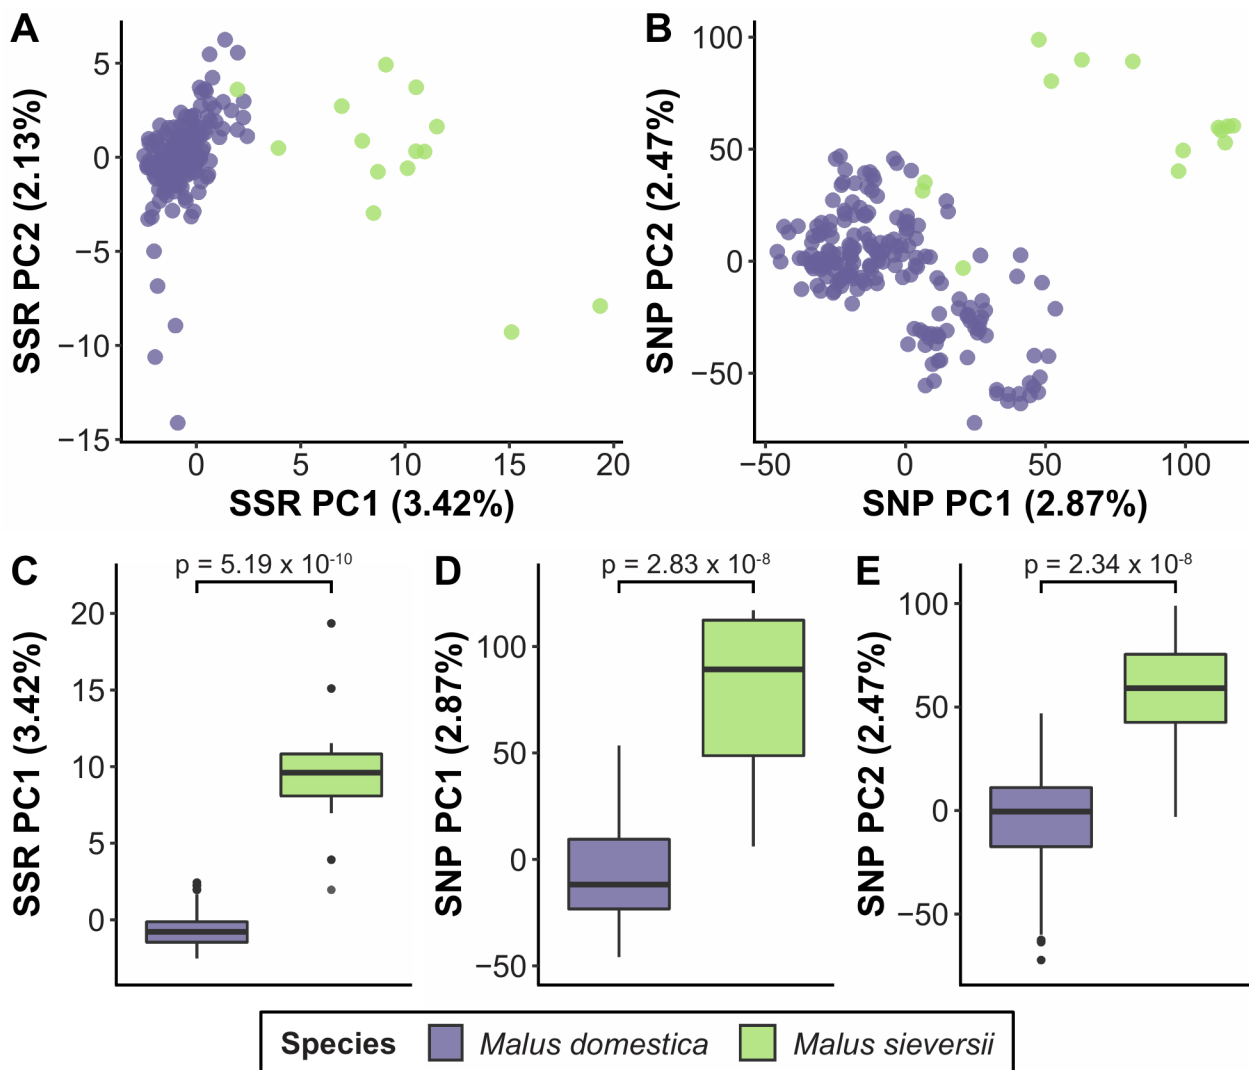 A
SSR PC2 (2.13%)
5
0
−5
−10
−15
0 5 10 15 20
SSR PC1 (3.42%)
B
SNP PC2 (2.47%)
100
50
0
−50
−50 0 50 100
SNP PC1 (2.87%)
C
p = 5.19 x 10⁻¹⁰
SSR PC1 (3.42%)
20
15
10
5
0
D
p = 2.83 x 10⁻⁸
SNP PC1 (2.87%)
100
50
0
−50
E
p = 2.34 x 10⁻⁸
SNP PC2 (2.47%)
100
50
0
−50
Species Malus domestica Malus sieversii